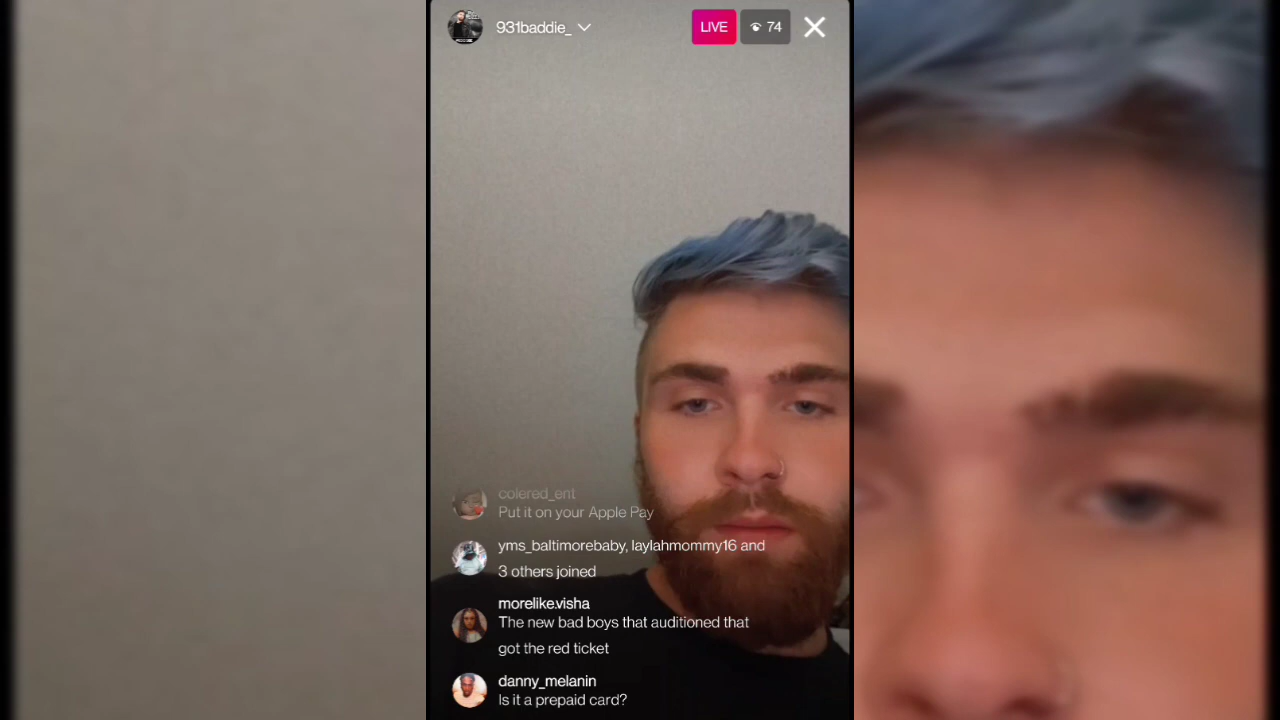 931baddie_
LIVE
74
colered_ent
Put it on your Apple Pay
yms_baltimorebaby, laylahmommy16 and
3 others joined
morelike.visha
The new bad boys that auditioned that
got the red ticket
danny_melanin
Is it a prepaid card?